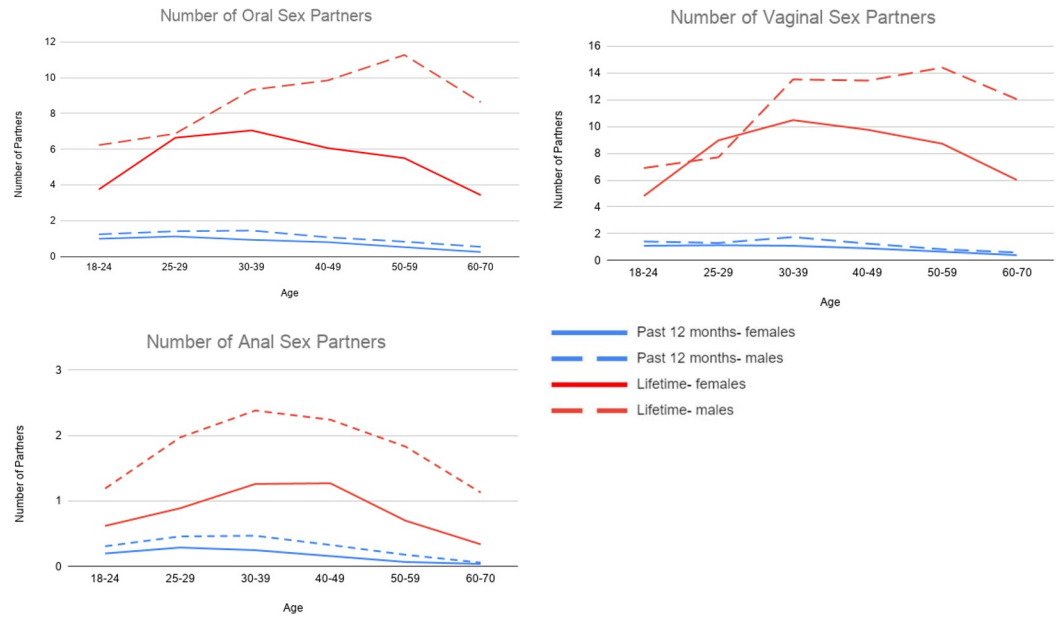 Number of Oral Sex Partners
12
10
8
6
4
2
0
Number of Partners
18-24 25-29 30-39 40-49 50-59 60-70
Age
Number of Vaginal Sex Partners
16
14
12
10
8
6
4
2
0
Number of Partners
18-24 25-29 30-39 40-49 50-59 60-70
Age
Number of Anal Sex Partners
3
2
1
0
Number of Partners
18-24 25-29 30-39 40-49 50-59 60-70
Age
Past 12 months- females
Past 12 months- males
Lifetime- females
Lifetime- males